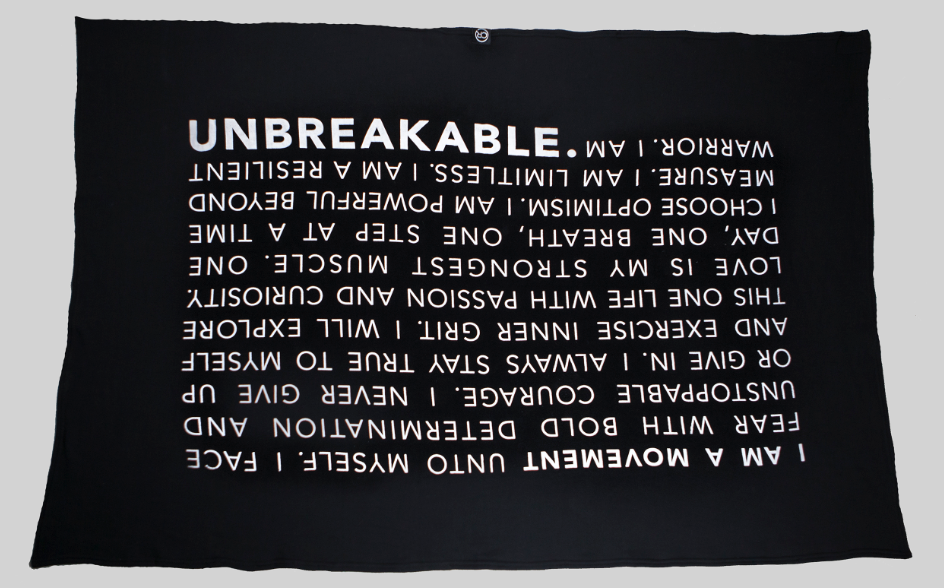 I AM A MOVEMENT UNTO MYSELF. I FACE
FEAR WITH BOLD DETERMINATION AND
UNSTOPPABLE COURAGE. I NEVER GIVE UP
OR GIVE IN. I ALWAYS STAY TRUE TO MYSELF
AND EXERCISE INNER GRIT. I WILL EXPLORE
THIS ONE LIFE WITH PASSION AND CURIOSITY.
LOVE IS MY STRONGEST MUSCLE. ONE
DAY, ONE BREATH, ONE STEP AT A TIME
I CHOOSE OPTIMISM. I AM POWERFUL BEYOND
MEASURE. I AM LIMITLESS. I AM A RESILIENT
WARRIOR. I AM UNBREAKABLE.